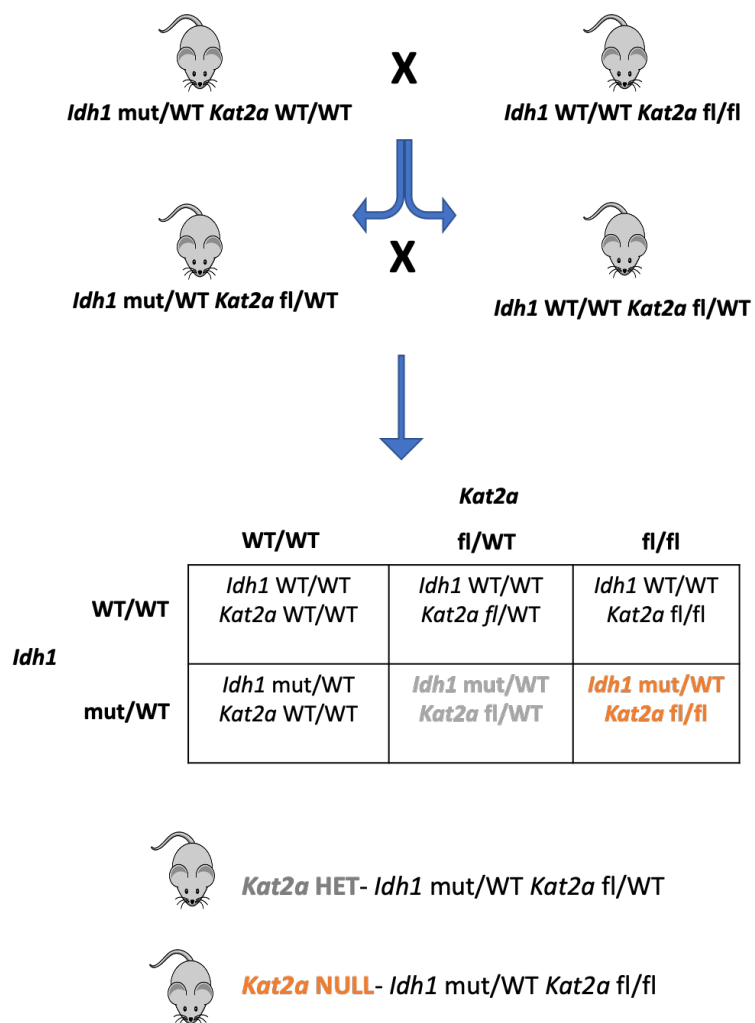 X
Idh1 mut/WT Kat2a WT/WT
Idh1 WT/WT Kat2a fl/fl
X
Idh1 mut/WT Kat2a fl/WT
Idh1 WT/WT Kat2a fl/WT
Kat2a
WT/WT fl/WT fl/fl
Idh1
WT/WT
Idh1 WT/WT
Kat2a WT/WT
Idh1 WT/WT
Kat2a fl/WT
Idh1 WT/WT
Kat2a fl/fl
mut/WT
Idh1 mut/WT
Kat2a WT/WT
Idh1 mut/WT
Kat2a fl/WT
Idh1 mut/WT
Kat2a fl/fl
Kat2a HET- Idh1 mut/WT Kat2a fl/WT
Kat2a NULL- Idh1 mut/WT Kat2a fl/fl